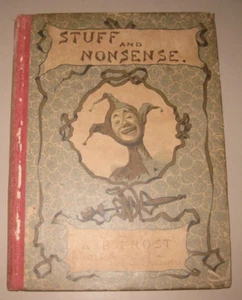 STUFF
AND
NONSENSE.
A B FROST